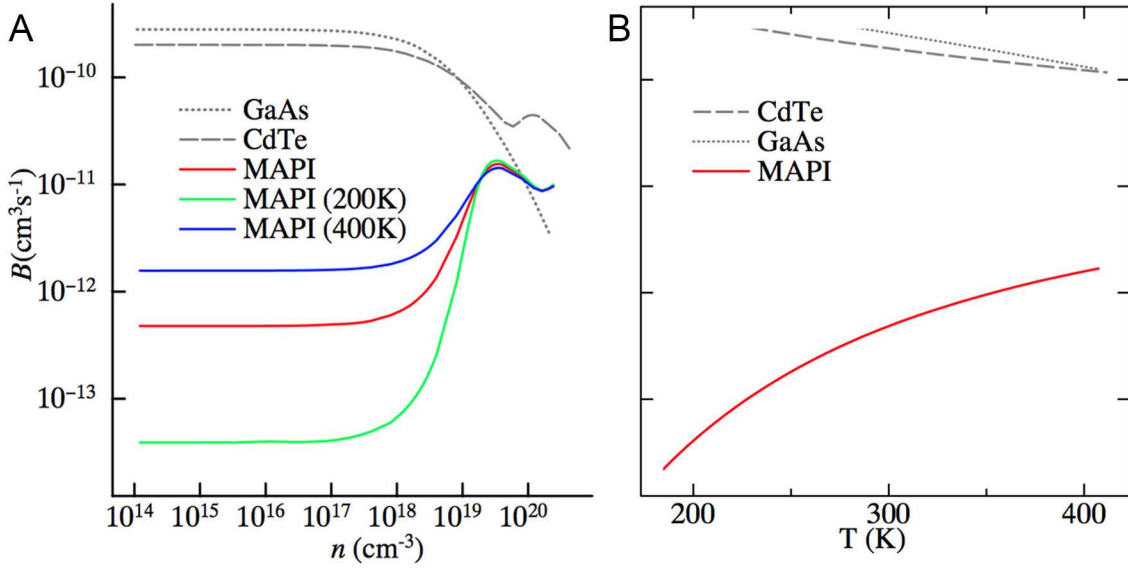 A
B(cm³s⁻¹)
10⁻¹⁰
10⁻¹¹
10⁻¹²
10⁻¹³
GaAs
CdTe
MAPI
MAPI (200K)
MAPI (400K)
10¹⁴ 10¹⁵ 10¹⁶ 10¹⁷ 10¹⁸ 10¹⁹ 10²⁰
n (cm⁻³)
B
CdTe
GaAs
MAPI
200 300 400
T (K)